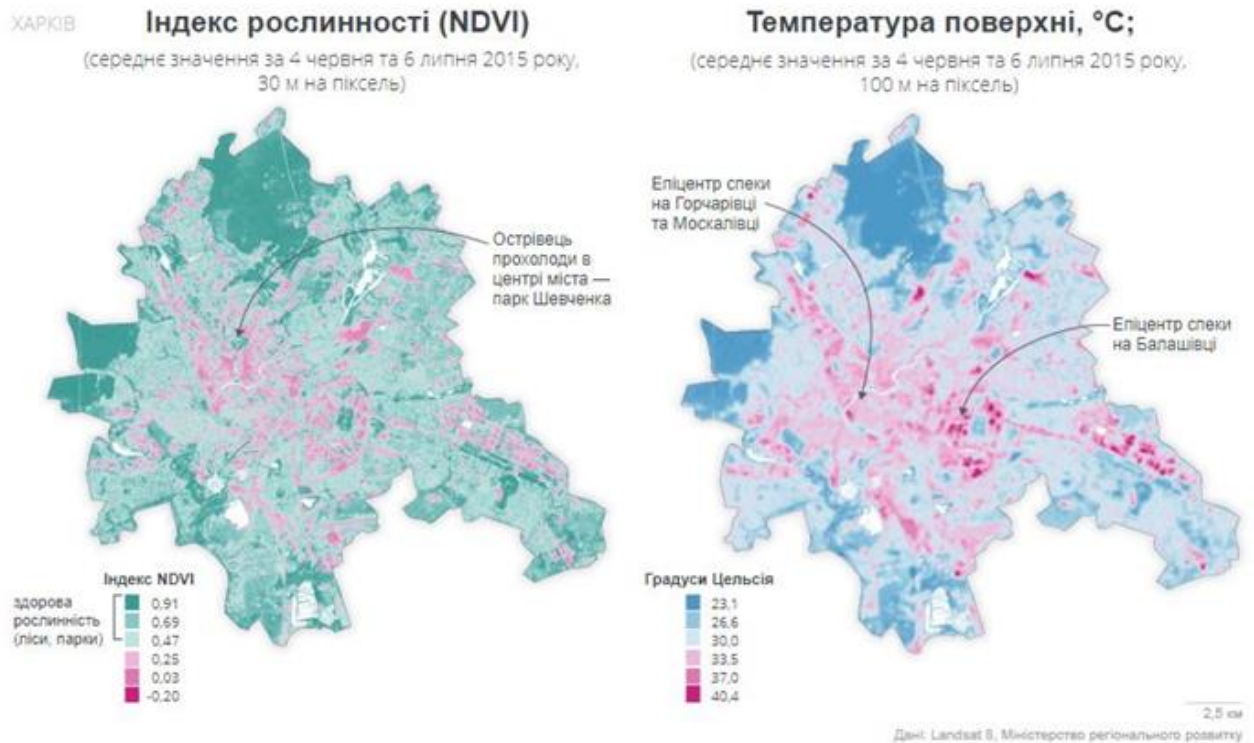 ХАРКІВ
Індекс рослинності (NDVI)
(середнє значення за 4 червня та 6 липня 2015 року,
30 м на піксель)
Острівець
прохолоди в
центрі міста —
парк Шевченка
Індекс NDVI
здорова
рослинність
(ліси, парки)
0,91
0,69
0,47
0,25
0,03
-0,20
Температура поверхні, °C;
(середнє значення за 4 червня та 6 липня 2015 року,
100 м на піксель)
Епіцентр спеки
на Горчарівці
та Москалівці
Епіцентр спеки
на Балашівці
Градуси Цельсія
23,1
26,6
30,0
33,5
37,0
40,4
2,5 км
Дані: Landsat 8, Міністерство регіонального розвитку